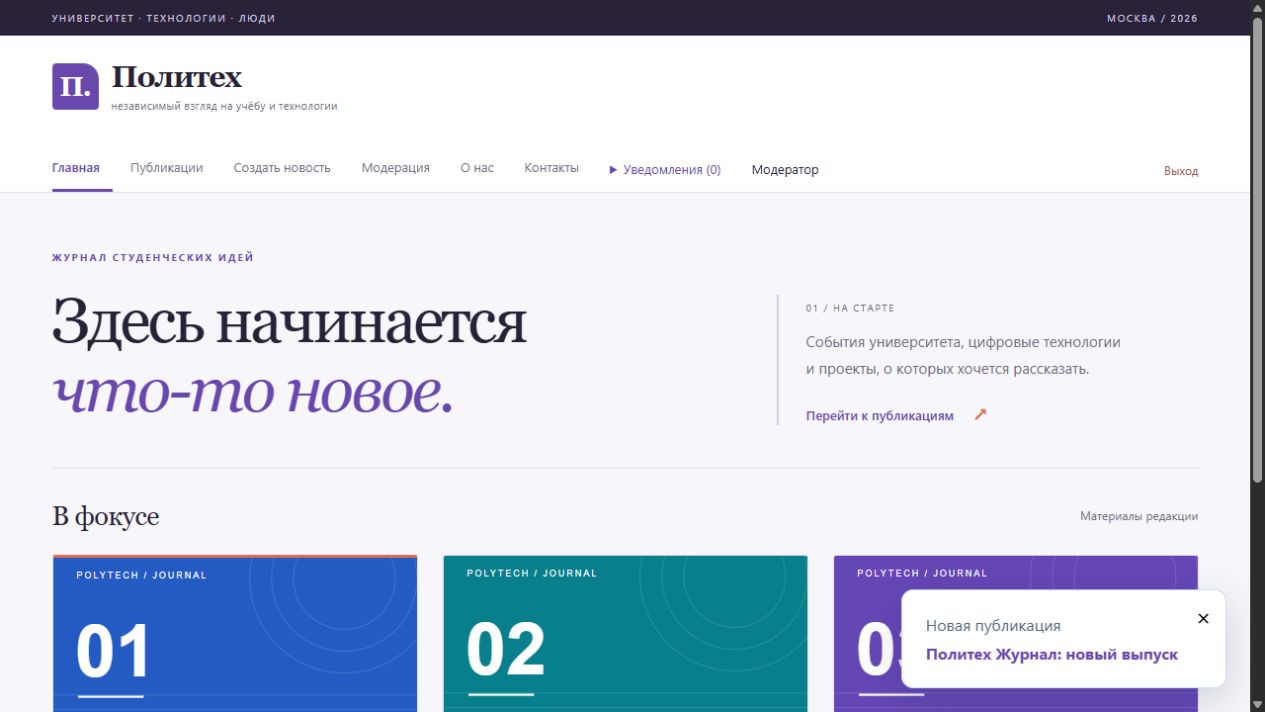 УНИВЕРСИТЕТ · ТЕХНОЛОГИИ · ЛЮДИ
МОСКВА / 2026
П.
Политех
независимый взгляд на учёбу и технологии
Главная
Публикации
Создать новость
Модерация
О нас
Контакты
▶ Уведомления (0)
Модератор
Выход
ЖУРНАЛ СТУДЕНЧЕСКИХ ИДЕЙ
Здесь начинается
что-то новое.
01 / НА СТАРТЕ
События университета, цифровые технологии
и проекты, о которых хочется рассказать.
Перейти к публикациям ↗
В фокусе
Материалы редакции
POLYTECH / JOURNAL
01
POLYTECH / JOURNAL
02
POLYTECH / JOURNAL
Новая публикация
×
Политех Журнал: новый выпуск